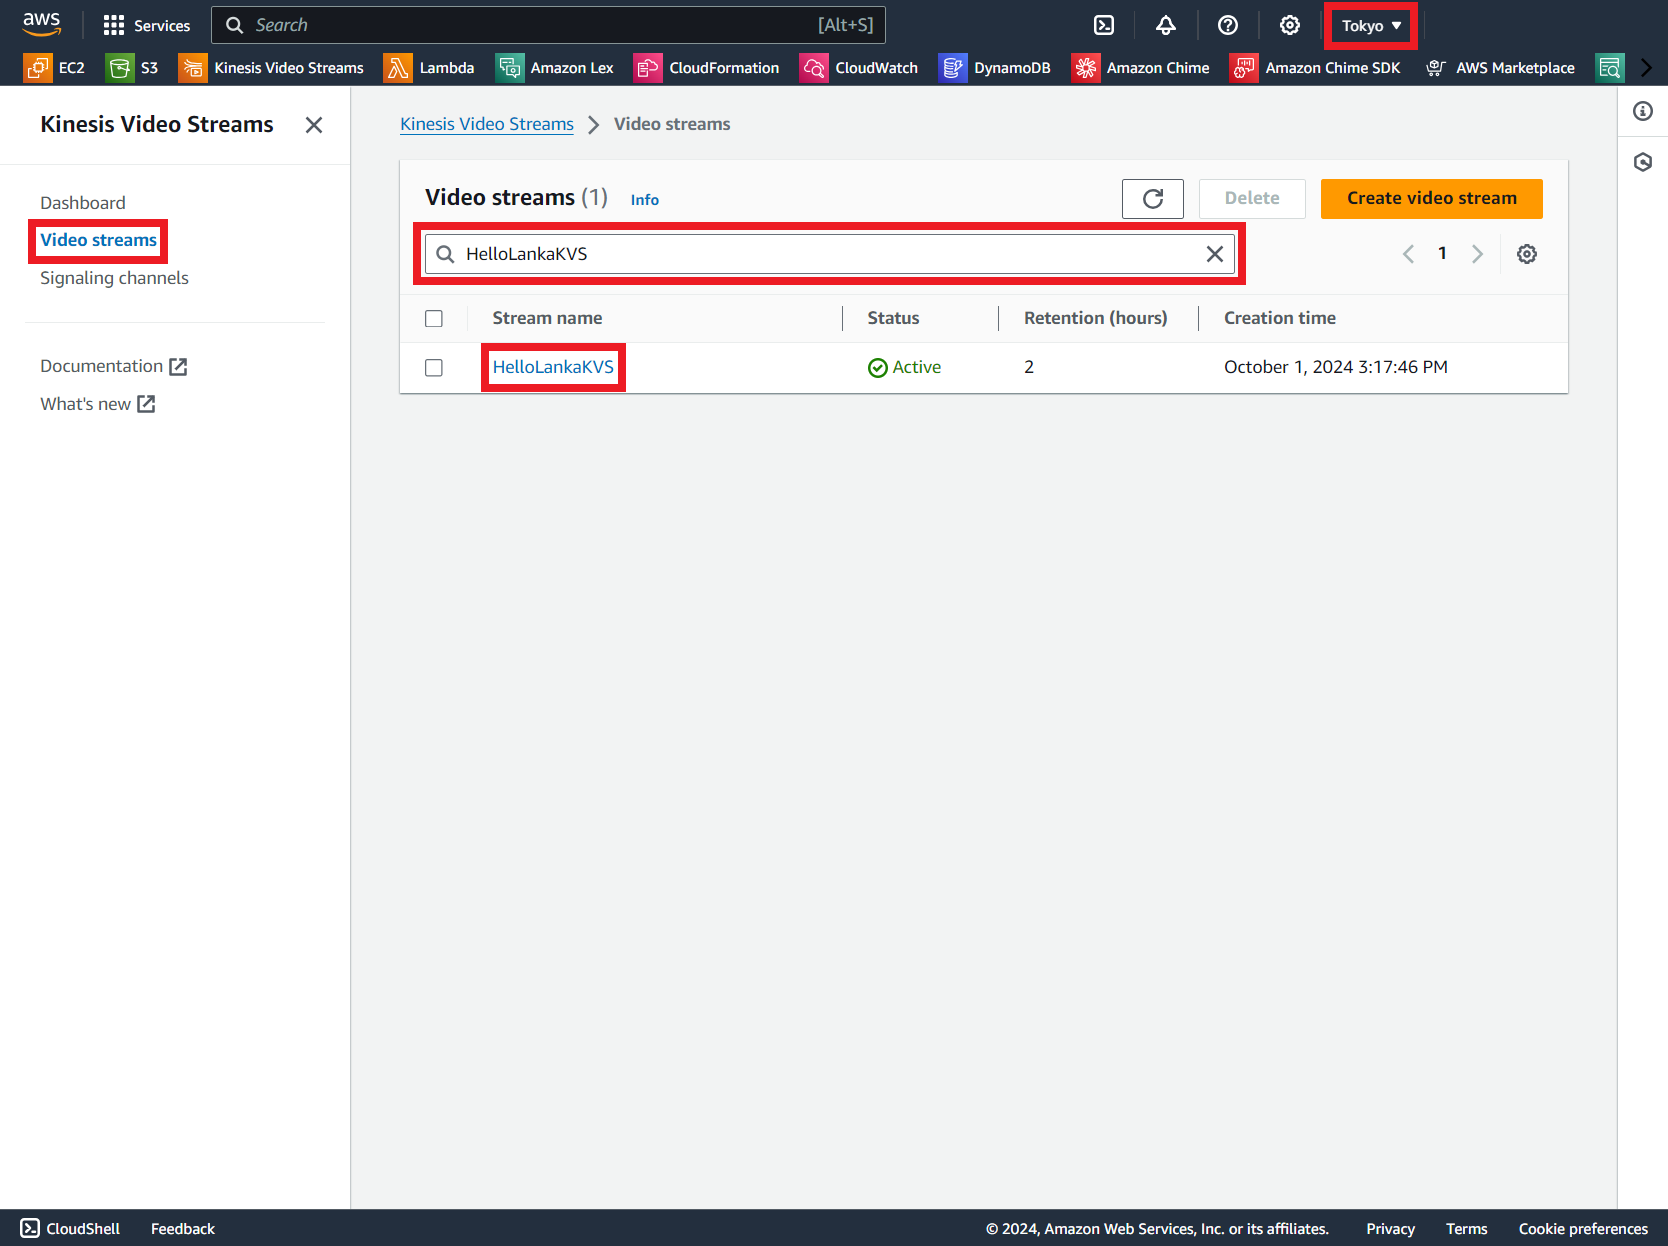 aws Services Search [Alt+S] Tokyo
EC2 S3 Kinesis Video Streams Lambda Amazon Lex CloudFormation CloudWatch DynamoDB Amazon Chime Amazon Chime SDK AWS Marketplace
Kinesis Video Streams
Dashboard
Video streams
Signaling channels
Documentation
What's new
Kinesis Video Streams Video streams
Video streams (1) Info Delete Create video stream
HelloLankaKVS 1
Stream name Status Retention (hours) Creation time
HelloLankaKVS Active 2 October 1, 2024 3:17:46 PM
CloudShell Feedback © 2024, Amazon Web Services, Inc. or its affiliates. Privacy Terms Cookie preferences